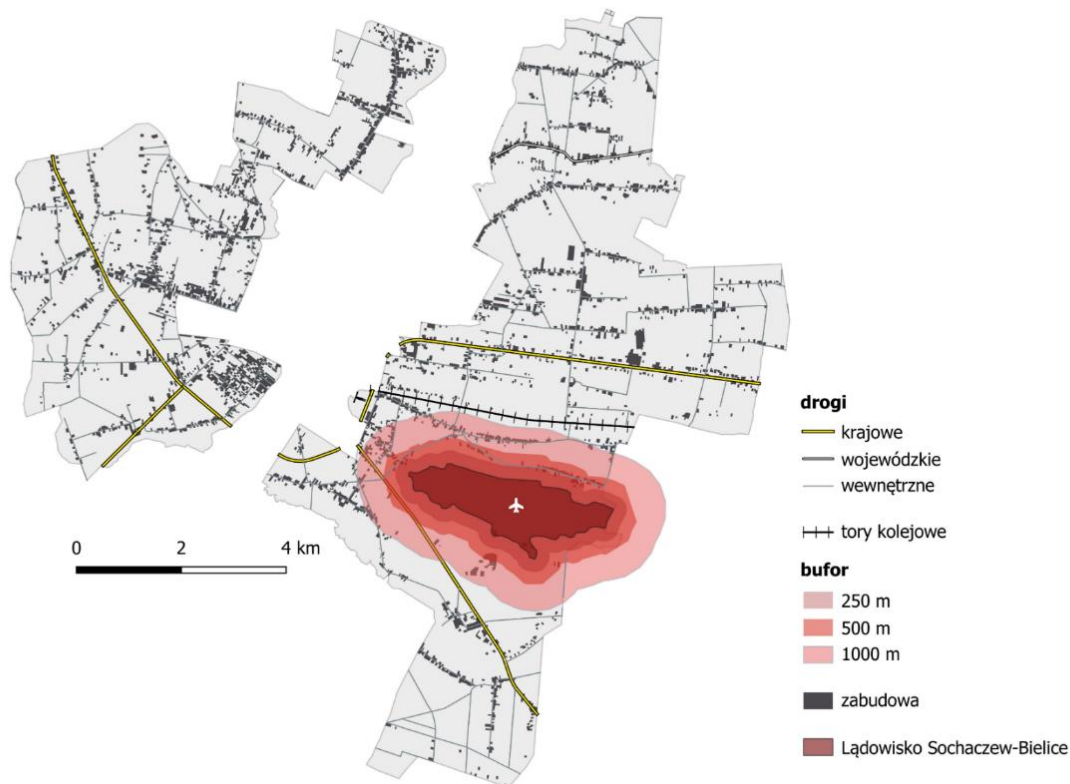 drogi
krajowe
wojewódzkie
wewnętrzne
tory kolejowe
bufor
250 m
500 m
1000 m
zabudowa
Lądowisko Sochaczew-Bielice
0 2 4 km